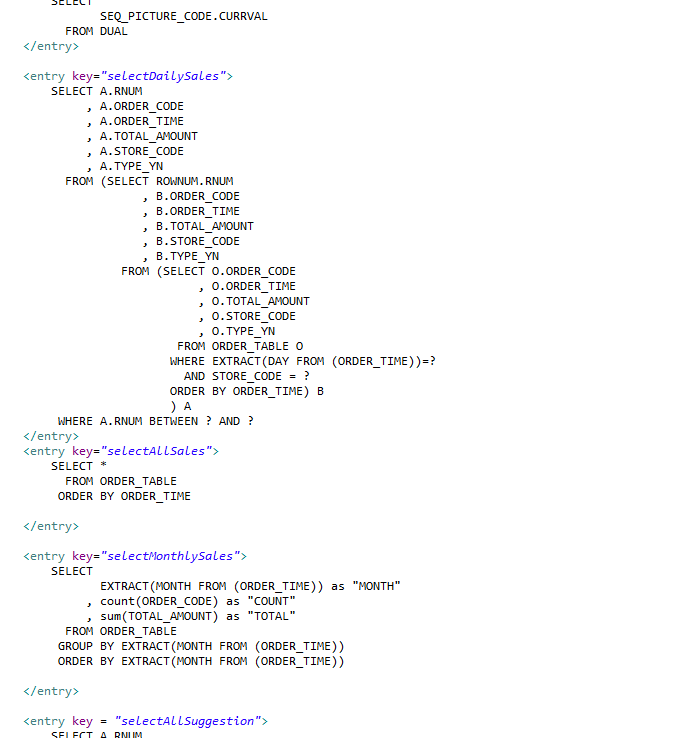 SELECT
SEQ_PICTURE_CODE.CURRVAL
FROM DUAL
</entry>
<entry key="selectDailySales">
SELECT A.RNUM
, A.ORDER_CODE
, A.ORDER_TIME
, A.TOTAL_AMOUNT
, A.STORE_CODE
, A.TYPE_YN
FROM (SELECT ROWNUM.RNUM
, B.ORDER_CODE
, B.ORDER_TIME
, B.TOTAL_AMOUNT
, B.STORE_CODE
, B.TYPE_YN
FROM (SELECT O.ORDER_CODE
, O.ORDER_TIME
, O.TOTAL_AMOUNT
, O.STORE_CODE
, O.TYPE_YN
FROM ORDER_TABLE O
WHERE EXTRACT(DAY FROM (ORDER_TIME))=?
AND STORE_CODE = ?
ORDER BY ORDER_TIME) B
) A
WHERE A.RNUM BETWEEN ? AND ?
</entry>
<entry key="selectAllSales">
SELECT *
FROM ORDER_TABLE
ORDER BY ORDER_TIME
</entry>
<entry key="selectMonthlySales">
SELECT
EXTRACT(MONTH FROM (ORDER_TIME)) as "MONTH"
, count(ORDER_CODE) as "COUNT"
, sum(TOTAL_AMOUNT) as "TOTAL"
FROM ORDER_TABLE
GROUP BY EXTRACT(MONTH FROM (ORDER_TIME))
ORDER BY EXTRACT(MONTH FROM (ORDER_TIME))
</entry>
<entry key = "selectAllSuggestion">
SELECT A.RNUM